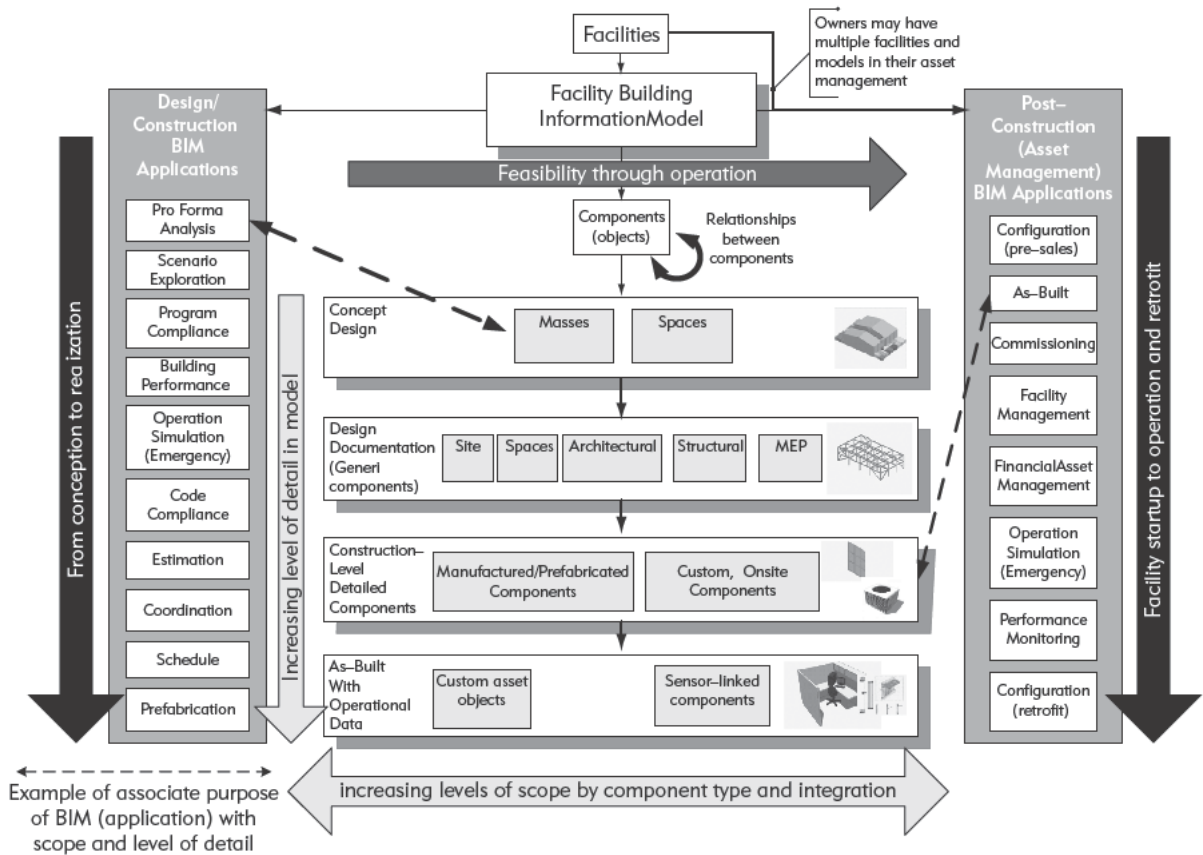 Facilities
Owners may have
multiple facilities and
models in their asset
management
Facility Building
InformationModel
Design/
Construction
BIM
Applications
Post–
Construction
(Asset
Management)
BIM Applications
Feasibility through operation
Components
(objects)
Relationships
between
components
From conception to rea ization
Pro Forma
Analysis
Scenario
Exploration
Program
Compliance
Building
Performance
Operation
Simulation
(Emergency)
Code
Compliance
Estimation
Coordination
Schedule
Prefabrication
Increasing level of detail in model
Concept
Design
Masses
Spaces
Design
Documentation
(Generi
components)
Site
Spaces
Architectural
Structural
MEP
Construction–
Level
Detailed
Components
Manufactured/Prefabricated
Components
Custom, Onsite
Components
As–Built
With
Operational
Data
Custom asset
objects
Sensor–linked
components
Configuration
(pre–sales)
As–Built
Commissioning
Facility
Management
FinancialAsset
Management
Operation
Simulation
(Emergency)
Performance
Monitoring
Configuration
(retrofit)
Facility startup to operation and retrotit
increasing levels of scope by component type and integration
Example of associate purpose
of BIM (application) with
scope and level of detail